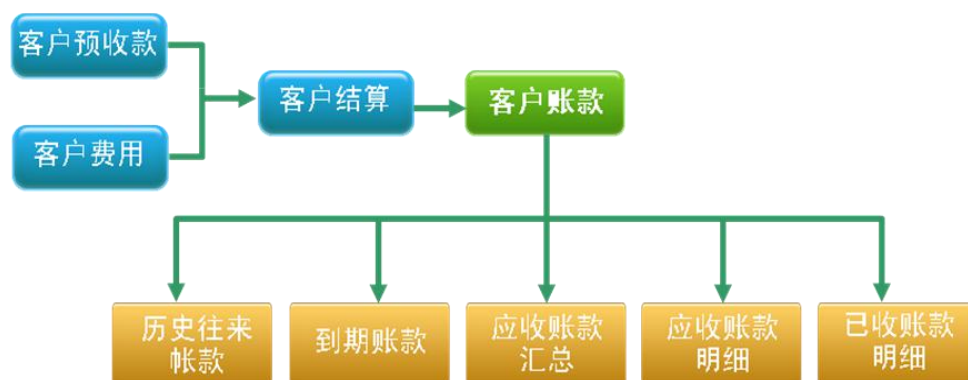 客户预收款
客户费用
客户结算
客户账款
历史往来
帐款
到期账款
应收账款
汇总
应收账款
明细
已收账款
明细